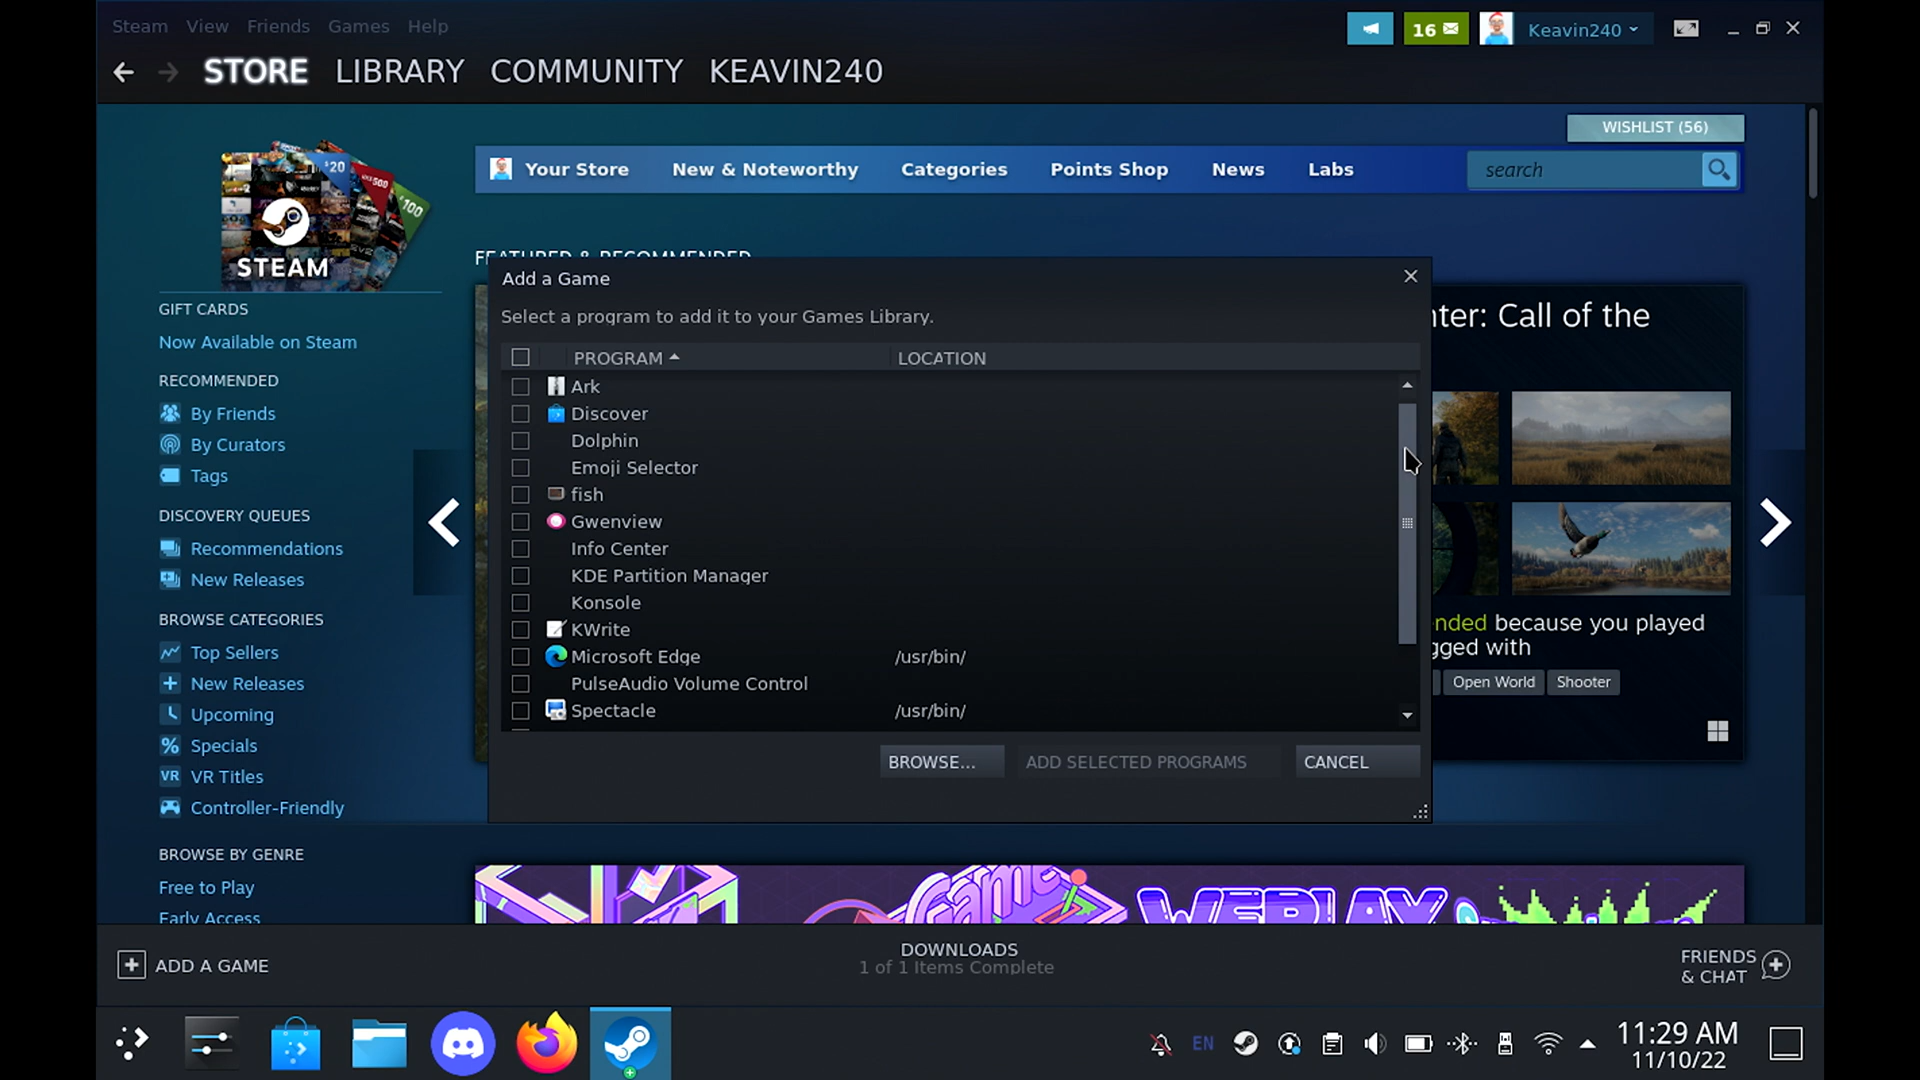 Steam View Friends Games Help
16 Keavin240
STORE LIBRARY COMMUNITY KEAVIN240
WISHLIST (56)
Your Store New & Noteworthy Categories Points Shop News Labs search
$20 $100
STEAM
FEATURED & RECOMMENDED
GIFT CARDS
Now Available on Steam
RECOMMENDED
By Friends
By Curators
Tags
DISCOVERY QUEUES
Recommendations
New Releases
BROWSE CATEGORIES
Top Sellers
New Releases
Upcoming
Specials
VR VR Titles
Controller-Friendly
BROWSE BY GENRE
Free to Play
Early Access
Add a Game
Select a program to add it to your Games Library.
PROGRAM LOCATION
Ark
Discover
Dolphin
Emoji Selector
fish
Gwenview
Info Center
KDE Partition Manager
Konsole
KWrite
Microsoft Edge /usr/bin/
PulseAudio Volume Control
Spectacle /usr/bin/
BROWSE... ADD SELECTED PROGRAMS CANCEL
nter: Call of the
ended because you played
gged with
Open World Shooter
Game WEPLAY
ADD A GAME
DOWNLOADS
1 of 1 Items Complete
FRIENDS
& CHAT
EN
11:29 AM
11/10/22